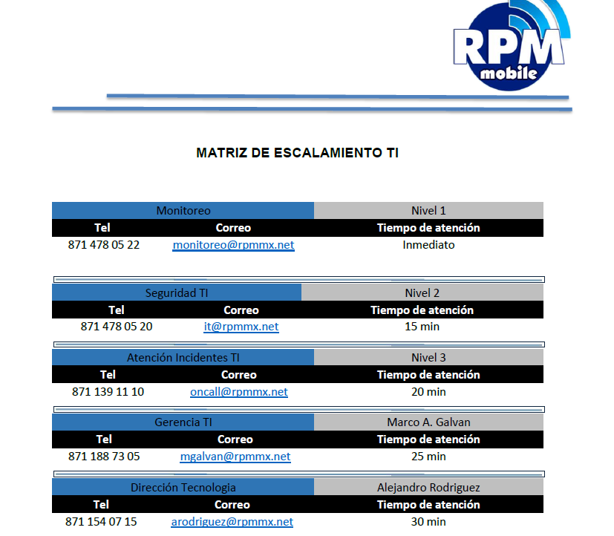 RPM
mobile
MATRIZ DE ESCALAMIENTO TI
Monitoreo Nivel 1
Tel Correo Tiempo de atención
871 478 05 22 monitoreo@rpmmx.net Inmediato
Seguridad TI Nivel 2
Tel Correo Tiempo de atención
871 478 05 20 it@rpmmx.net 15 min
Atención Incidentes TI Nivel 3
Tel Correo Tiempo de atención
871 139 11 10 oncall@rpmmx.net 20 min
Gerencia TI Marco A. Galvan
Tel Correo Tiempo de atención
871 188 73 05 mgalvan@rpmmx.net 25 min
Dirección Tecnologia Alejandro Rodriguez
Tel Correo Tiempo de atención
871 154 07 15 arodriguez@rpmmx.net 30 min